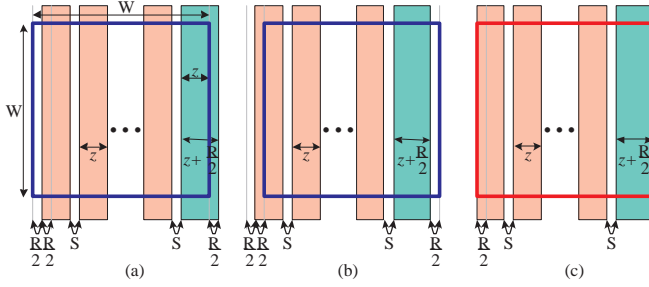 W
z
W
z
z+ R/2
z
z+ R/2
z
z+ R/2
R/2 R/2 S S R/2
R/2 R/2 S S R/2
R/2 S S
(a) (b) (c)